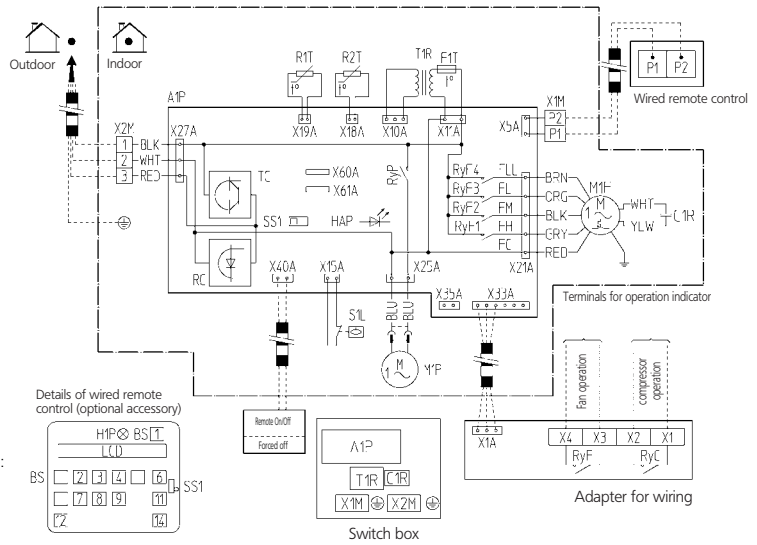 Outdoor
Indoor
R1T
R2T
T1R
F1T
t°
t°
t°
A1P
X2M
X27A
X19A
X18A
X10A
X11A
X5A
X1M
P2
P1
P1 P2
Wired remote control
1 BLK
2 WHT
3 RED
TC
RC
X60A
X61A
SS1
HAP
RyP
RyF4 FLL BRN
RyF3 FL ORG
RyF2 FM BLK
RyF1 FH GRY
FC RED
X21A
M1F
M
1
WHT
YLW
C1R
X40A
X15A
X25A
X35A
X33A
Terminals for operation indicator
S1L
BLU
BLU
M
1
M1P
Remote On/Off
Forced off
Fan operation
compressor operation
X1A
X4 X3 X2 X1
RyF
RyC
Adapter for wiring
Details of wired remote
control (optional accessory)
H1P BS 1
LCD
BS
2 3 4 6
SS1
7 8 9 11
12 14
:
A1P
T1R C1R
X1M X2M
Switch box